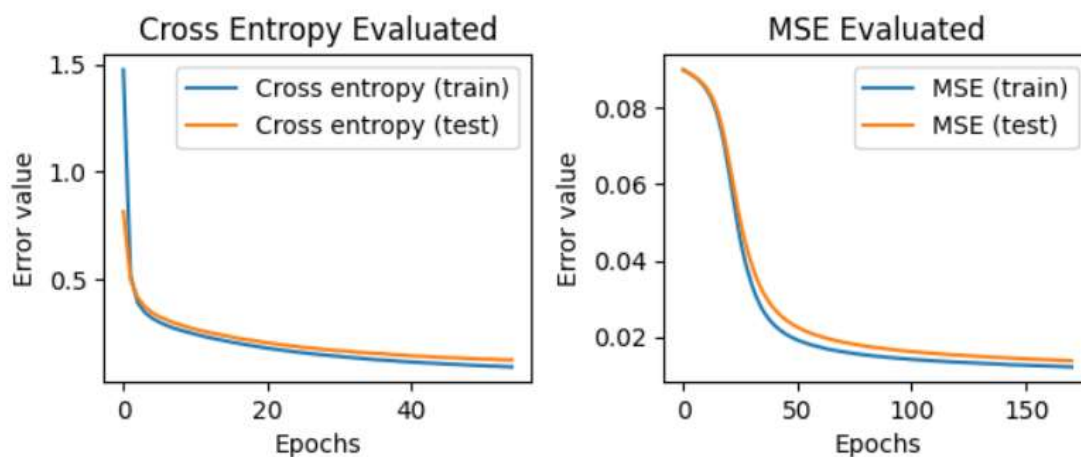 Cross Entropy Evaluated
1.5
1.0
0.5
Error value
Cross entropy (train)
Cross entropy (test)
0
20
40
Epochs
MSE Evaluated
0.08
0.06
0.04
0.02
Error value
MSE (train)
MSE (test)
0
50
100
150
Epochs